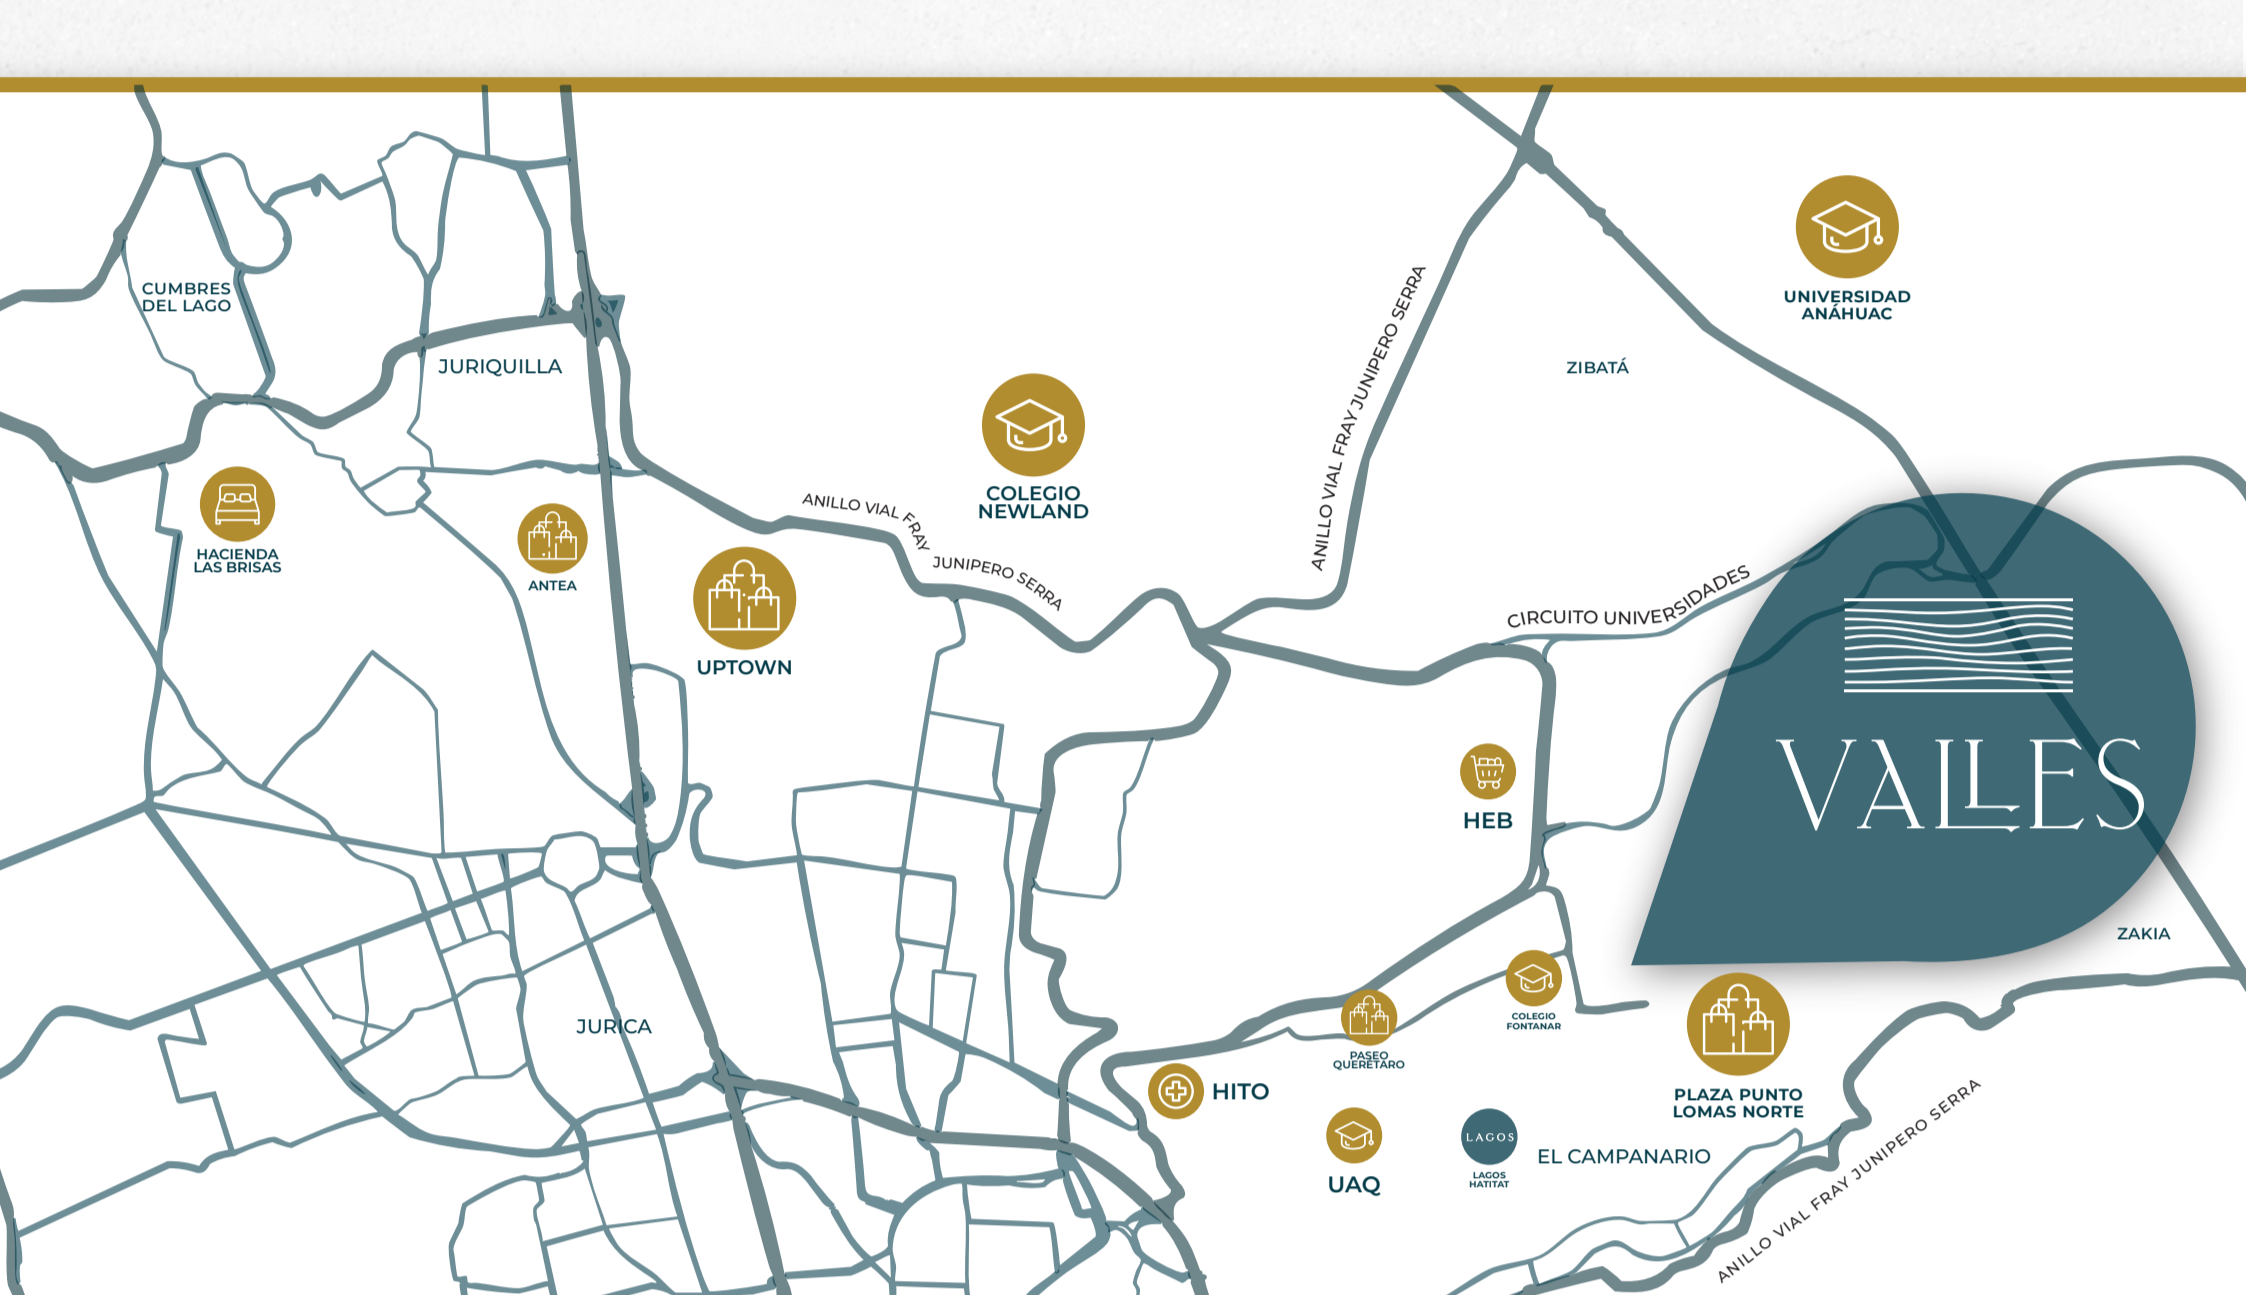 CUMBRES
DEL LAGO
JURIQUILLA
HACIENDA
LAS BRISAS
ANTEA
UPTOWN
COLEGIO
NEWLAND
ANILLO VIAL FRAY
JUNIPERO SERRA
ANILLO VIAL FRAY JUNIPERO SERRA
ZIBATÁ
UNIVERSIDAD
ANÁHUAC
CIRCUITO UNIVERSIDADES
VALLES
HEB
ZAKIA
JURICA
COLEGIO
FONTANAR
PASEO
QUERÉTARO
HITO
PLAZA PUNTO
LOMAS NORTE
UAQ
LAGOS
LAGOS
HATITAT
EL CAMPANARIO
ANILLO VIAL FRAY JUNIPERO SERRA